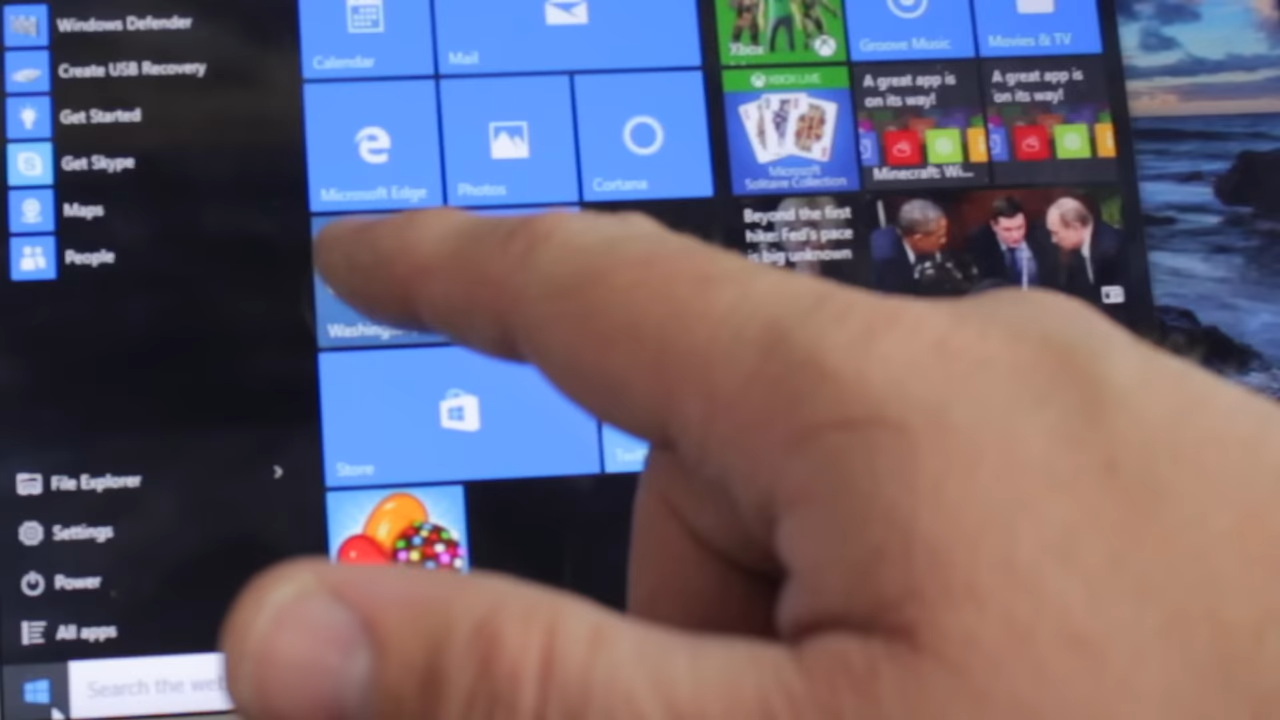 Windows Defender
Create USB Recovery
Get Started
Get Skype
Maps
People
File Explorer
Settings
Power
All apps
Search the web
Calendar
Mail
Microsoft Edge
Photos
Cortana
Store
Xbox
Groove Music
Movies & TV
XBOX LIVE
Microsoft
Solitaire Collection
A great app is
on its way!
Minecraft: Wi...
A great app is
on its way!
Beyond the first
hike: Fed's pace
is big unknown